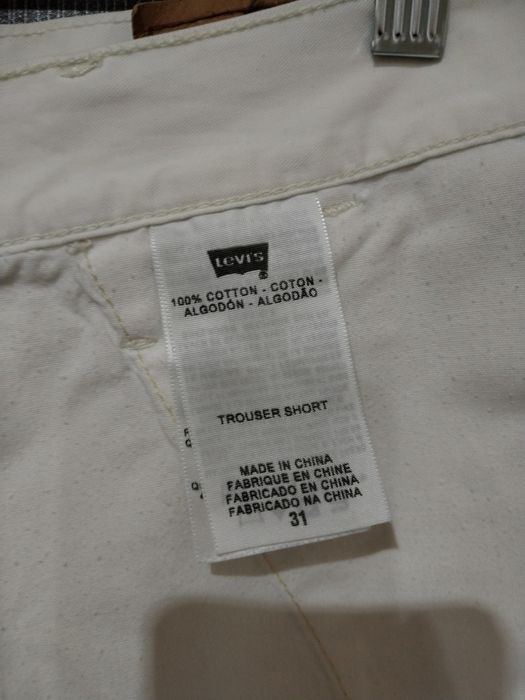 Levi's
®
100% COTTON - COTON -
ALGODÓN - ALGODÃO
TROUSER SHORT
MADE IN CHINA
FABRIQUE EN CHINE
FABRICADO EN CHINA
FABRICADO NA CHINA
31